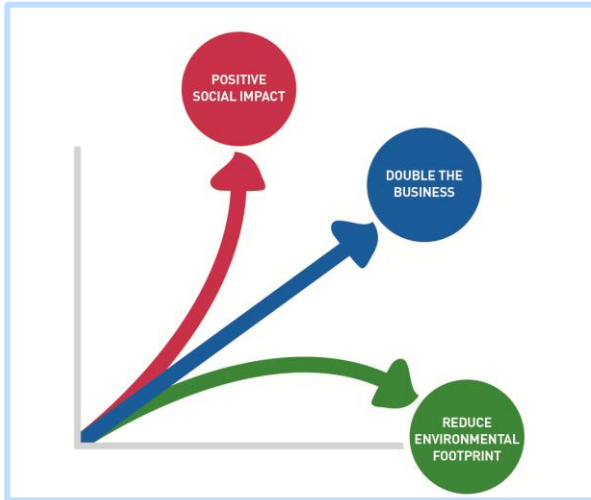 POSITIVE
SOCIAL IMPACT
DOUBLE THE
BUSINESS
REDUCE
ENVIRONMENTAL
FOOTPRINT